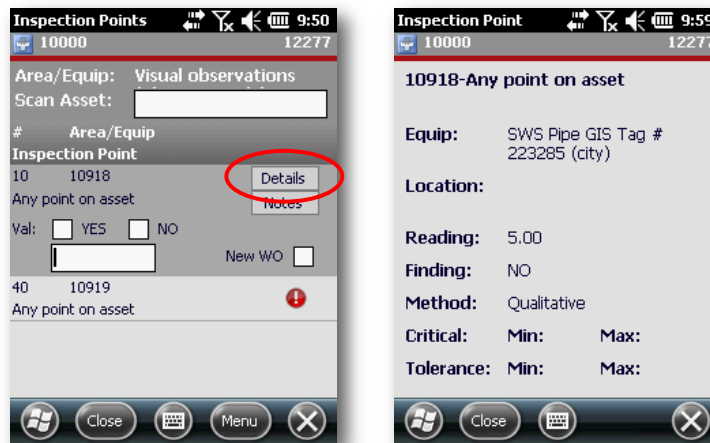 Inspection Points 9:50
10000 12277
Area/Equip: Visual observations
Scan Asset:
# Area/Equip
Inspection Point
10 10918 Details
Any point on asset Notes
Val: YES NO
New WO
40 10919
Any point on asset
Close Menu
Inspection Point 9:59
10000 12277
10918-Any point on asset
Equip: SWS Pipe GIS Tag #
223285 (city)
Location:
Reading: 5.00
Finding: NO
Method: Qualitative
Critical: Min: Max:
Tolerance: Min: Max:
Close